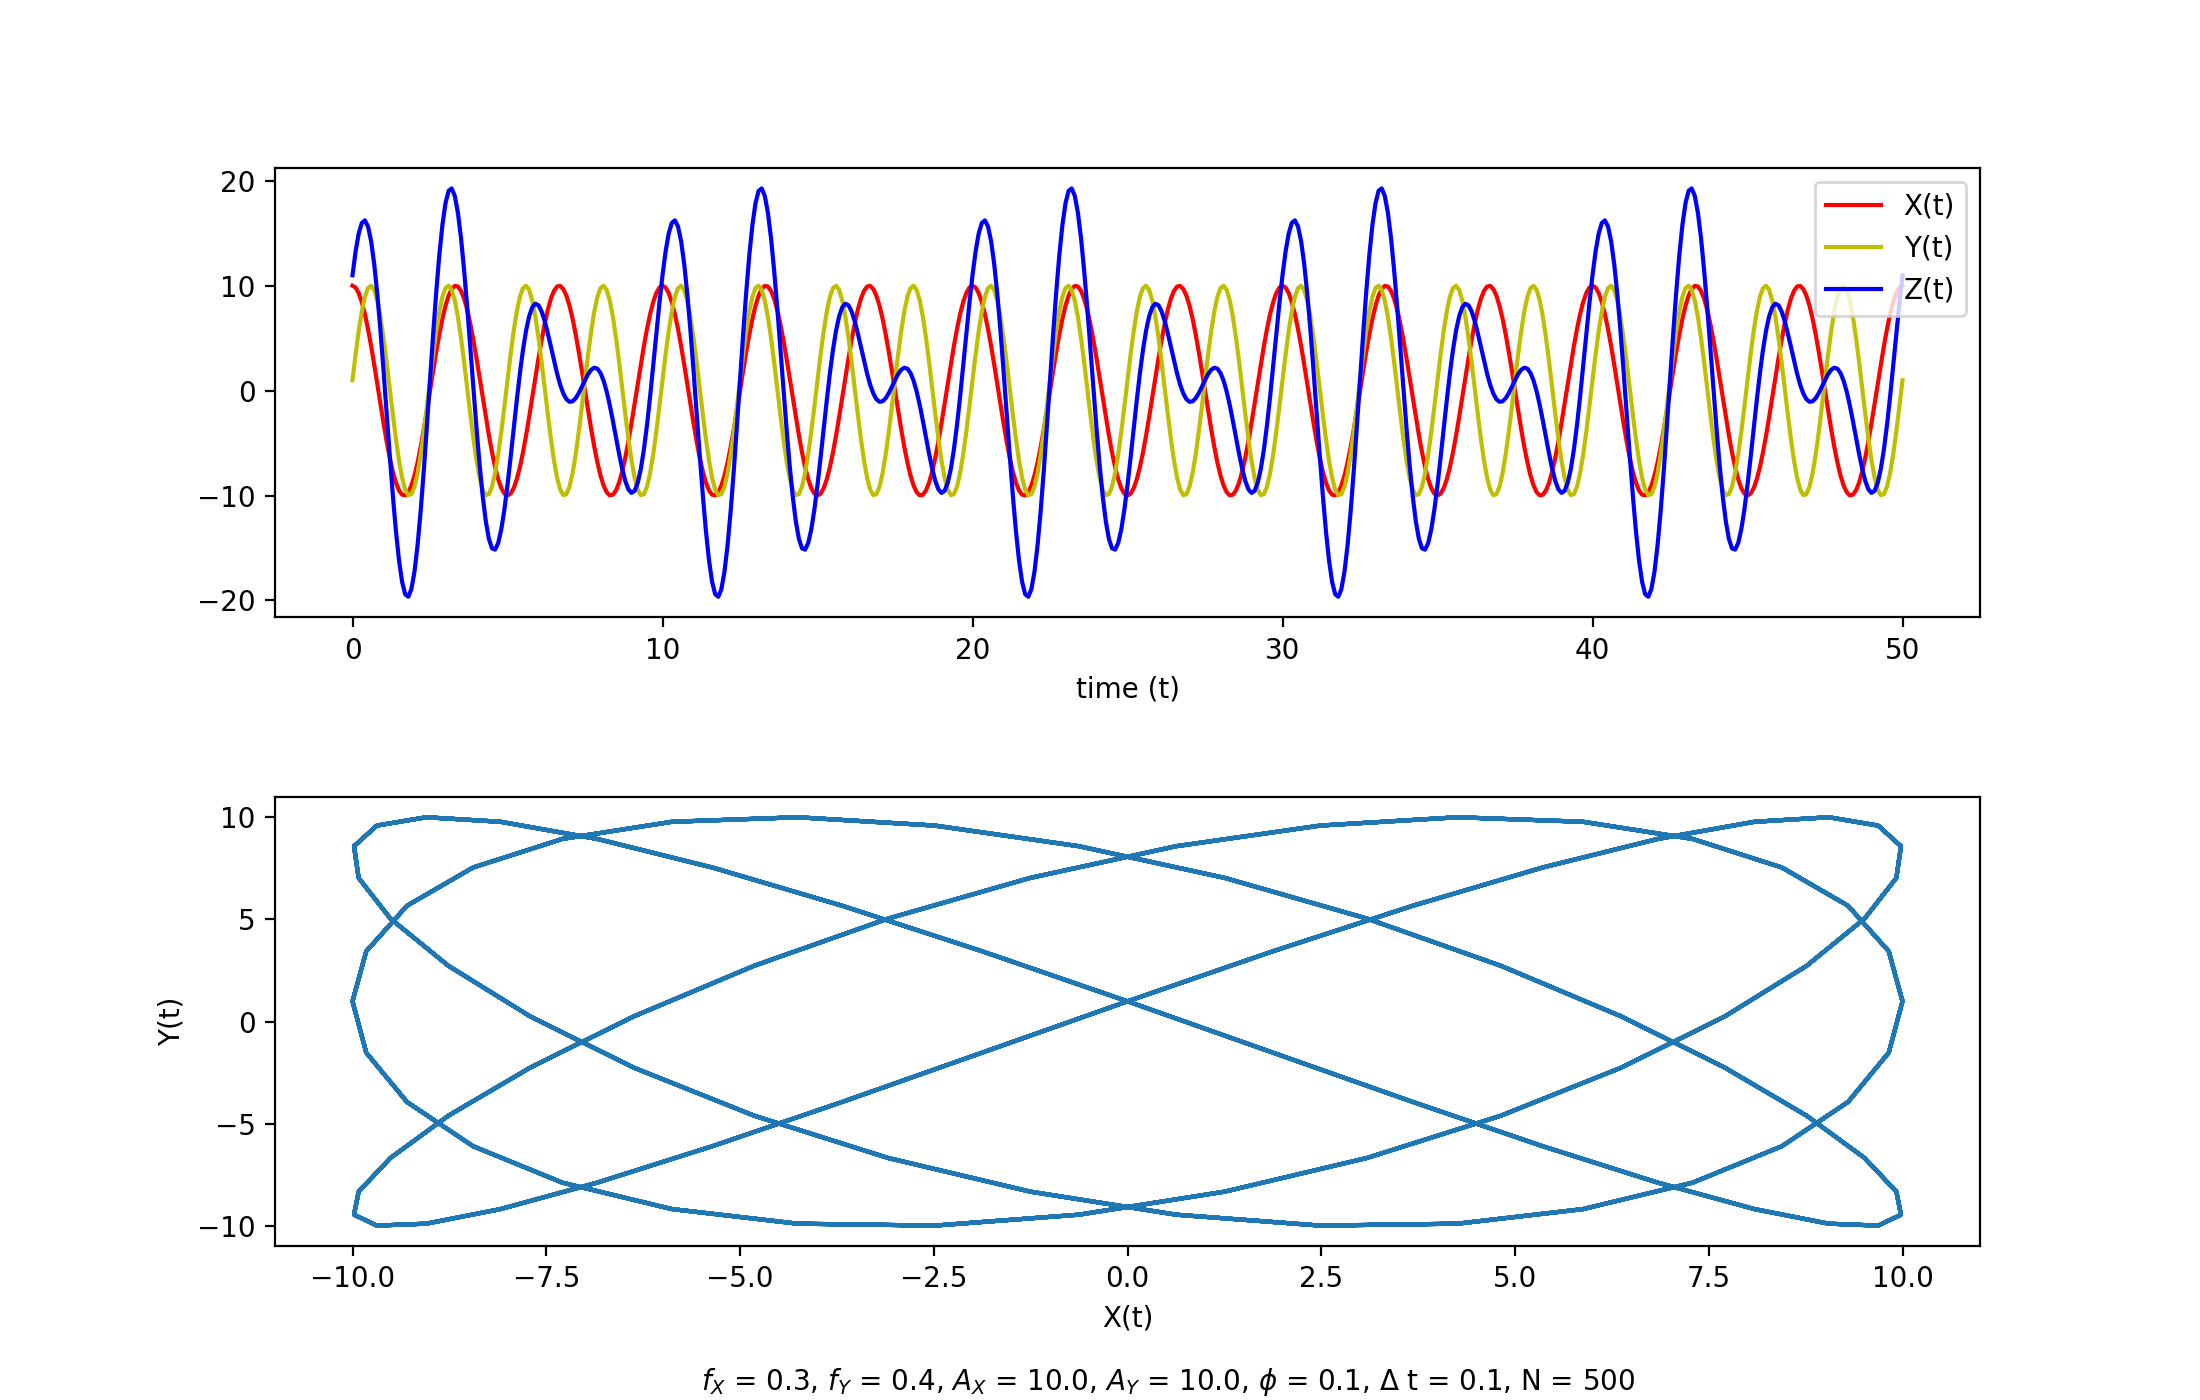 20
10
0
−10
−20
X(t)
Y(t)
Z(t)
0 10 20 30 40 50
time (t)
10
5
0
−5
−10
Y(t)
−10.0 −7.5 −5.0 −2.5 0.0 2.5 5.0 7.5 10.0
X(t)
f_X = 0.3, f_Y = 0.4, A_X = 10.0, A_Y = 10.0, ϕ = 0.1, Δ t = 0.1, N = 500